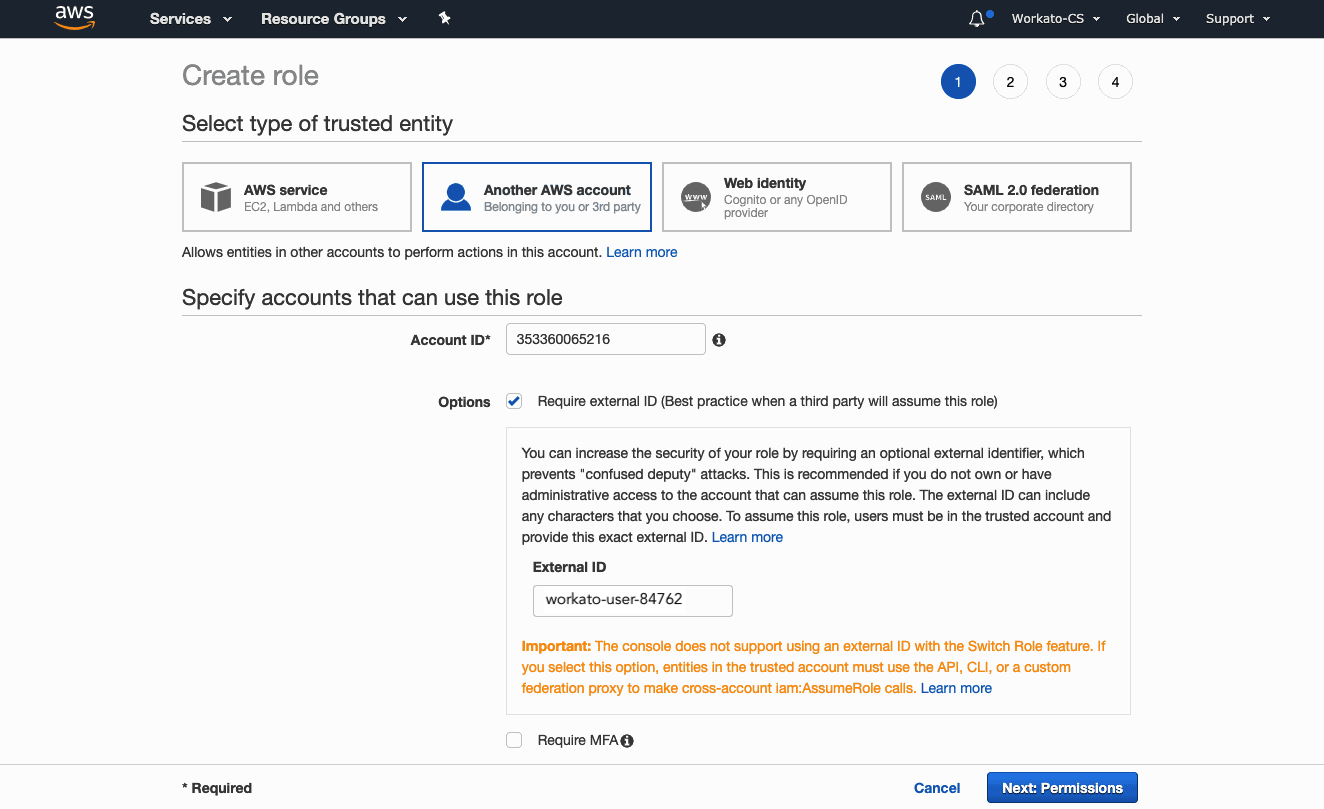 aws Services Resource Groups Workato-CS Global Support
Create role
1 2 3 4
Select type of trusted entity
AWS service
EC2, Lambda and others
Another AWS account
Belonging to you or 3rd party
www
Web identity
Cognito or any OpenID
provider
SAML
SAML 2.0 federation
Your corporate directory
Allows entities in other accounts to perform actions in this account. Learn more
Specify accounts that can use this role
Account ID* 353360065216
Options Require external ID (Best practice when a third party will assume this role)
You can increase the security of your role by requiring an optional external identifier, which
prevents "confused deputy" attacks. This is recommended if you do not own or have
administrative access to the account that can assume this role. The external ID can include
any characters that you choose. To assume this role, users must be in the trusted account and
provide this exact external ID. Learn more
External ID
workato-user-84762
Important: The console does not support using an external ID with the Switch Role feature. If
you select this option, entities in the trusted account must use the API, CLI, or a custom
federation proxy to make cross-account iam:AssumeRole calls. Learn more
Require MFA
* Required Cancel Next: Permissions